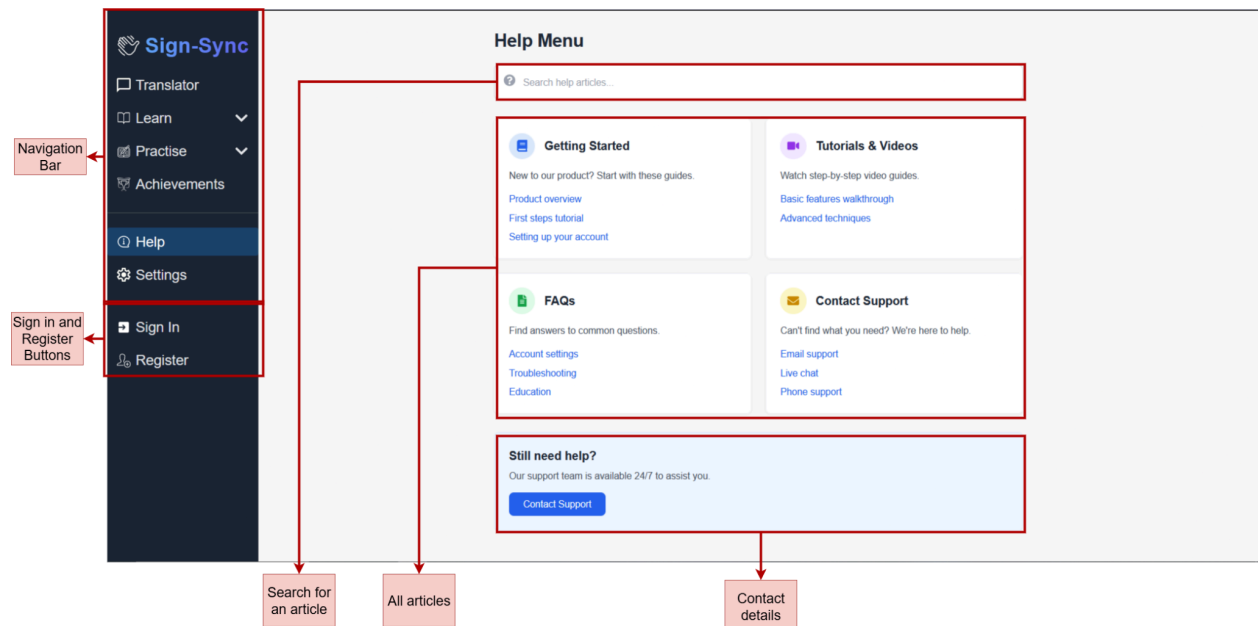 Sign-Sync
Translator
Learn
Practise
Achievements
Help
Settings
Sign In
Register
Navigation
Bar
Sign in and
Register
Buttons
Help Menu
Search help articles...
Getting Started
New to our product? Start with these guides.
Product overview
First steps tutorial
Setting up your account
Tutorials & Videos
Watch step-by-step video guides.
Basic features walkthrough
Advanced techniques
FAQs
Find answers to common questions.
Account settings
Troubleshooting
Education
Contact Support
Can't find what you need? We're here to help.
Email support
Live chat
Phone support
Still need help?
Our support team is available 24/7 to assist you.
Contact Support
Search for
an article
All articles
Contact
details